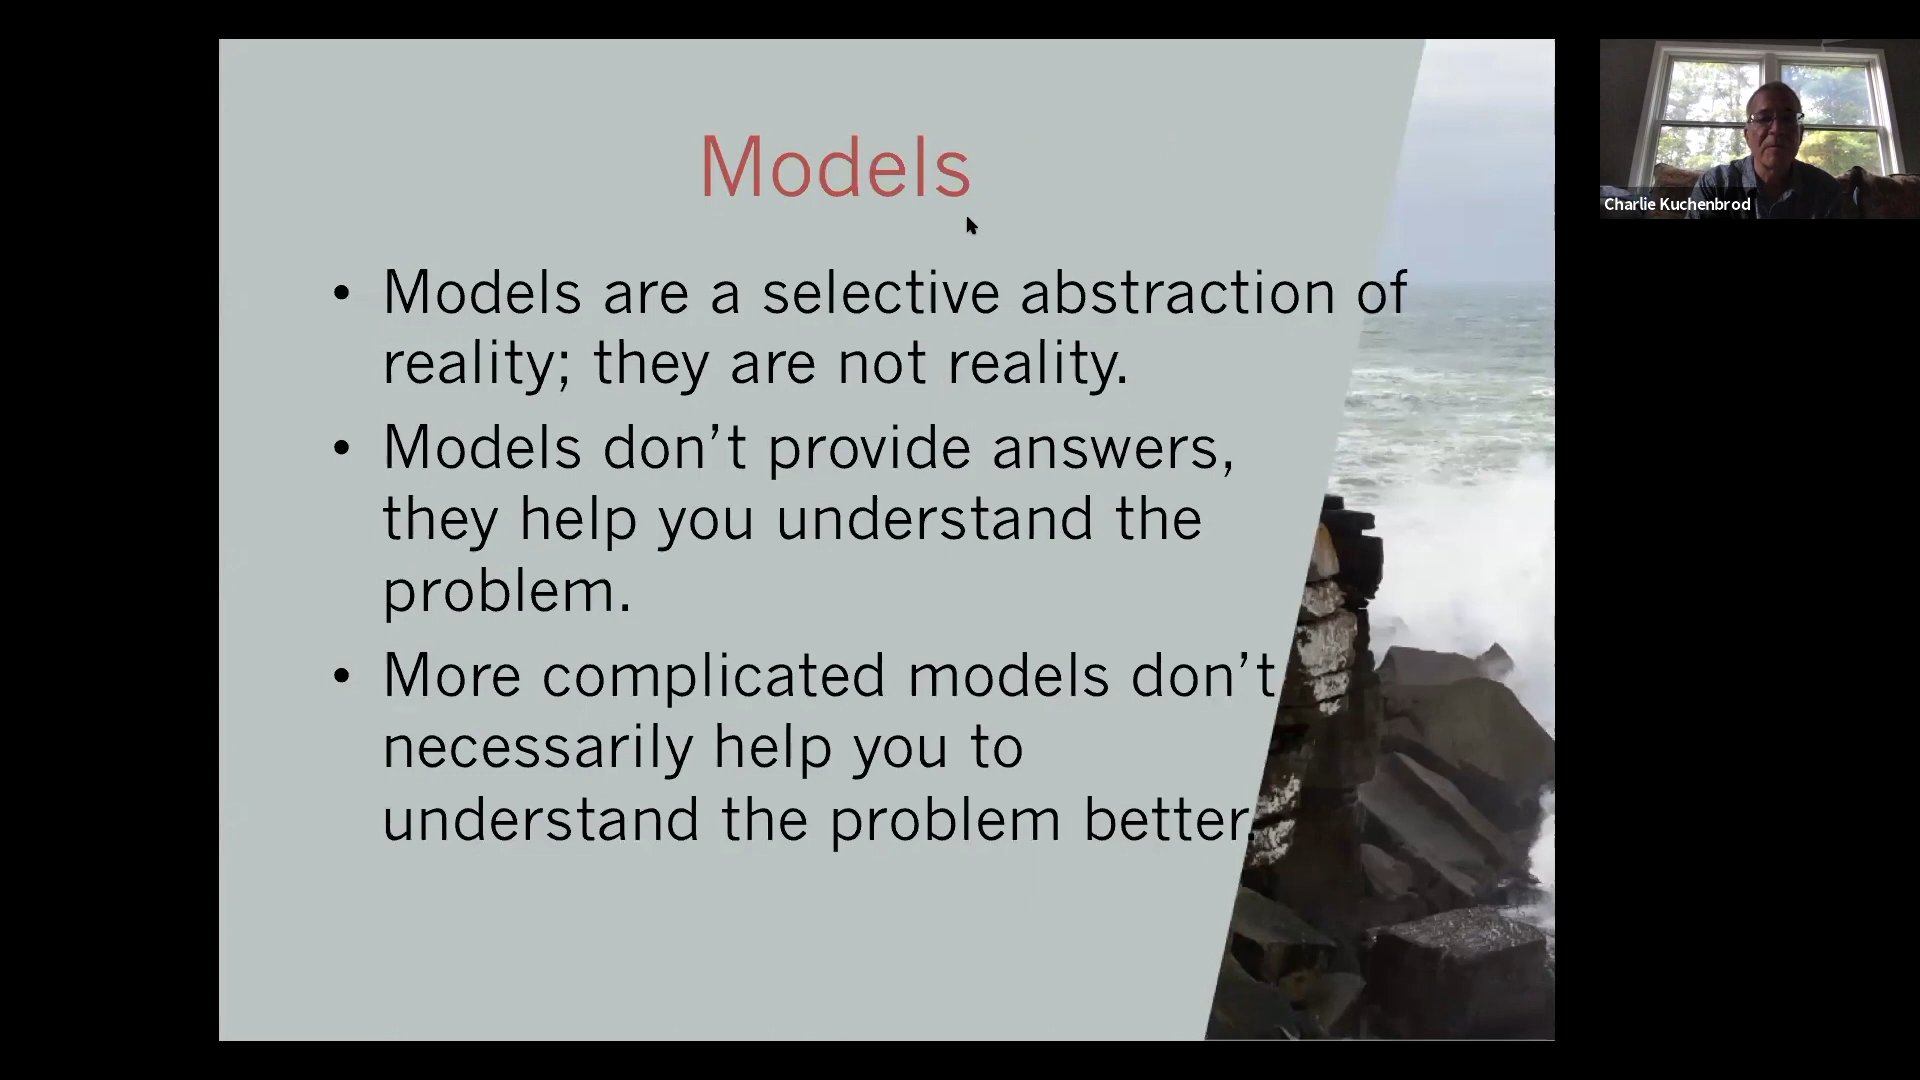 Models
• Models are a selective abstraction of
reality; they are not reality.
• Models don’t provide answers,
they help you understand the
problem.
• More complicated models don’t
necessarily help you to
understand the problem better.
Charlie Kuchenbrod